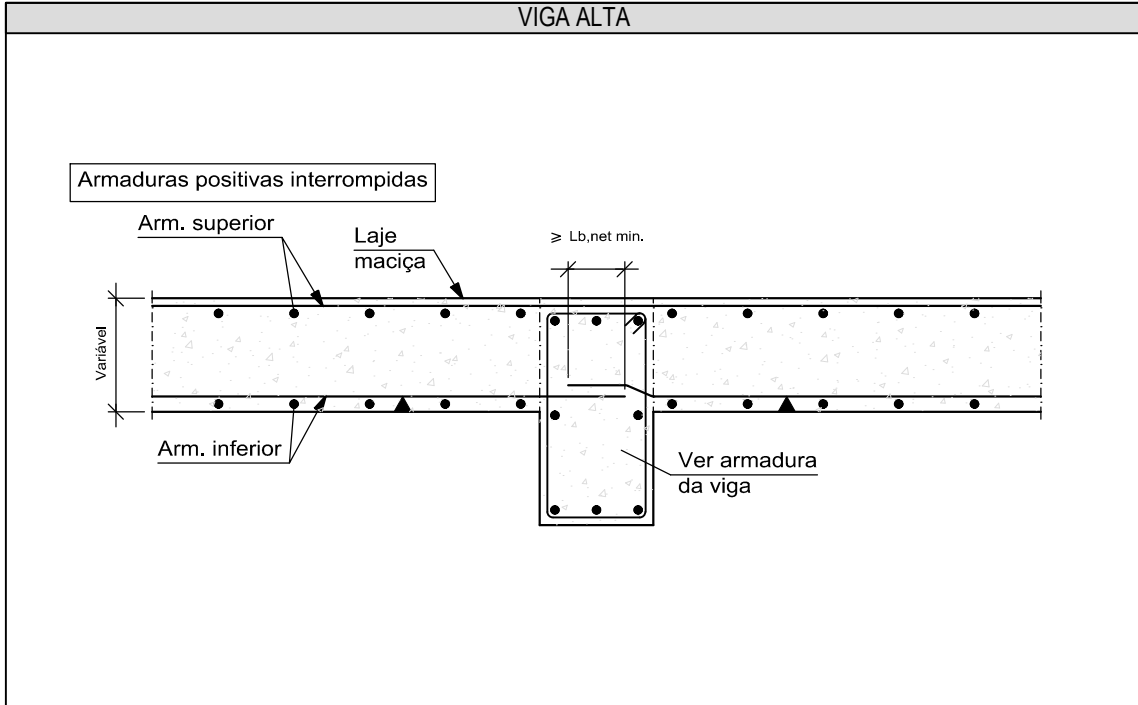 VIGA ALTA
Armaduras positivas interrompidas
Arm. superior
Laje
maciça
≥ Lb,net min.
Variável
Arm. inferior
Ver armadura
da viga